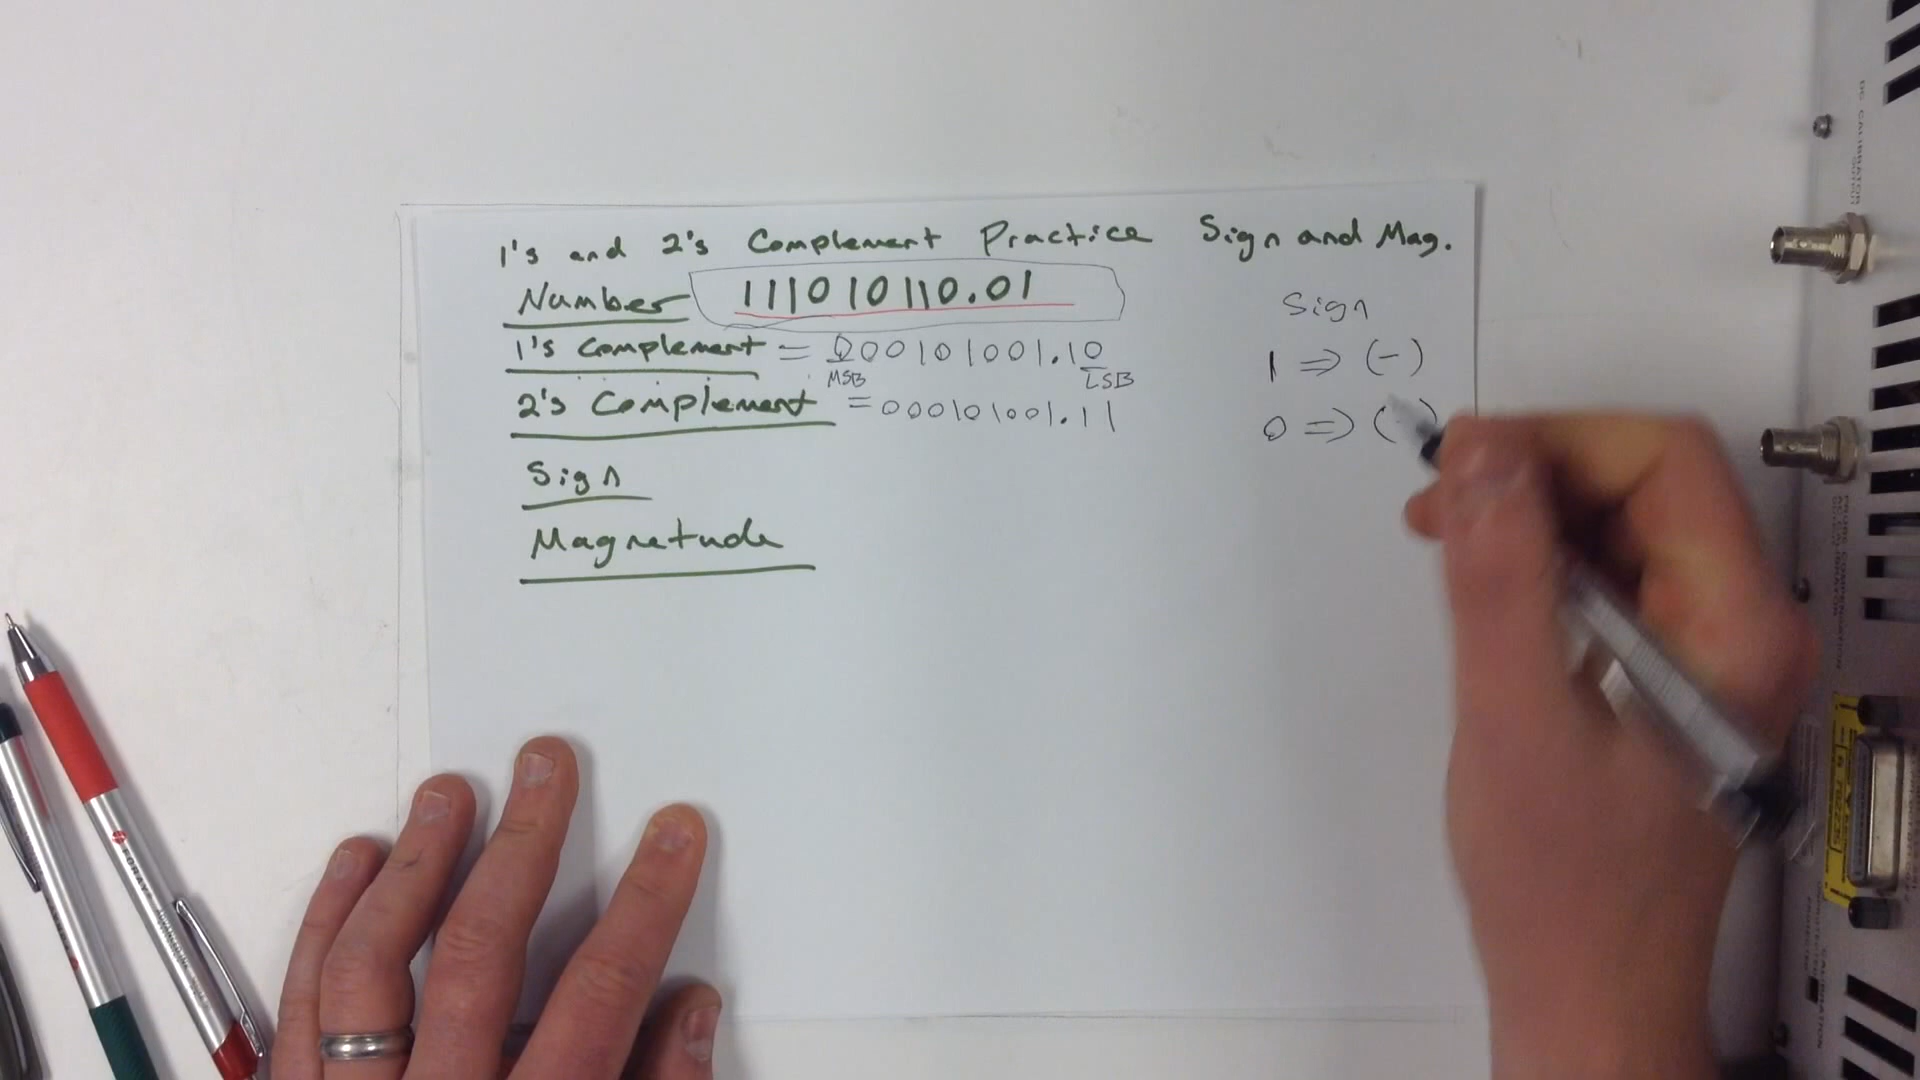 1's and 2's Complement Practice Sign and Mag.
Number 111010110.01
1's Complement = 000101001.10
MSB LSB
2's Complement = 000101001.11
Sign
Magnetude
Sign
1 ⇒ (-)
0 ⇒ (
FORAY